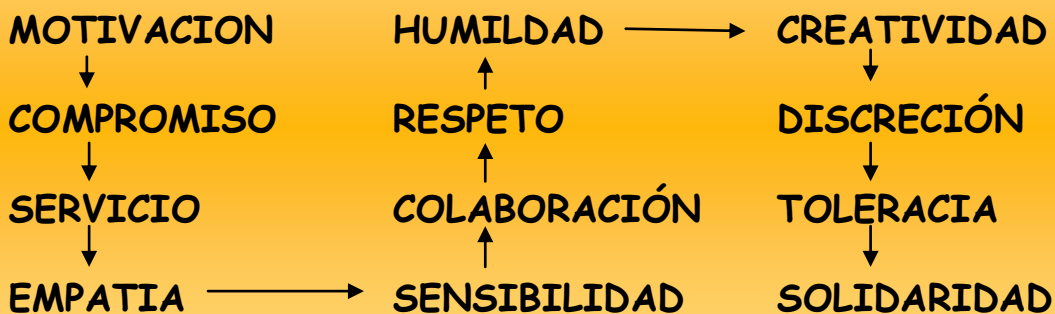 MOTIVACION HUMILDAD CREATIVIDAD
COMPROMISO RESPETO DISCRECIÓN
SERVICIO COLABORACIÓN TOLERACIA
EMPATIA SENSIBILIDAD SOLIDARIDAD